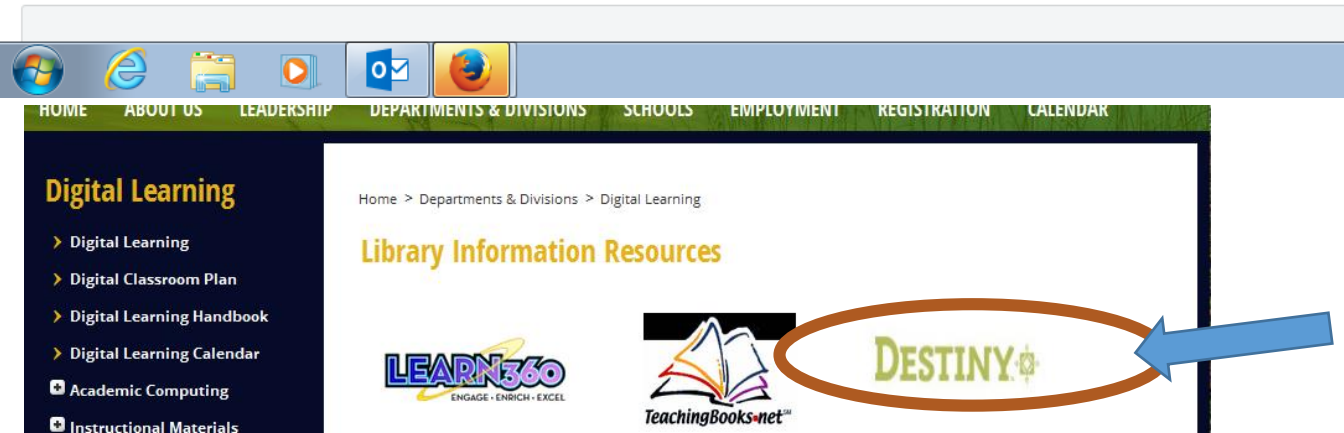 HOME ABOUT US LEADERSHIP DEPARTMENTS & DIVISIONS SCHOOLS EMPLOYMENT REGISTRATION CALENDAR
Digital Learning
Digital Learning
Digital Classroom Plan
Digital Learning Handbook
Digital Learning Calendar
Academic Computing
Instructional Materials
Home > Departments & Divisions > Digital Learning
Library Information Resources
LEARN360
ENGAGE • ENRICH • EXCEL
TeachingBooks•net℠
DESTINY